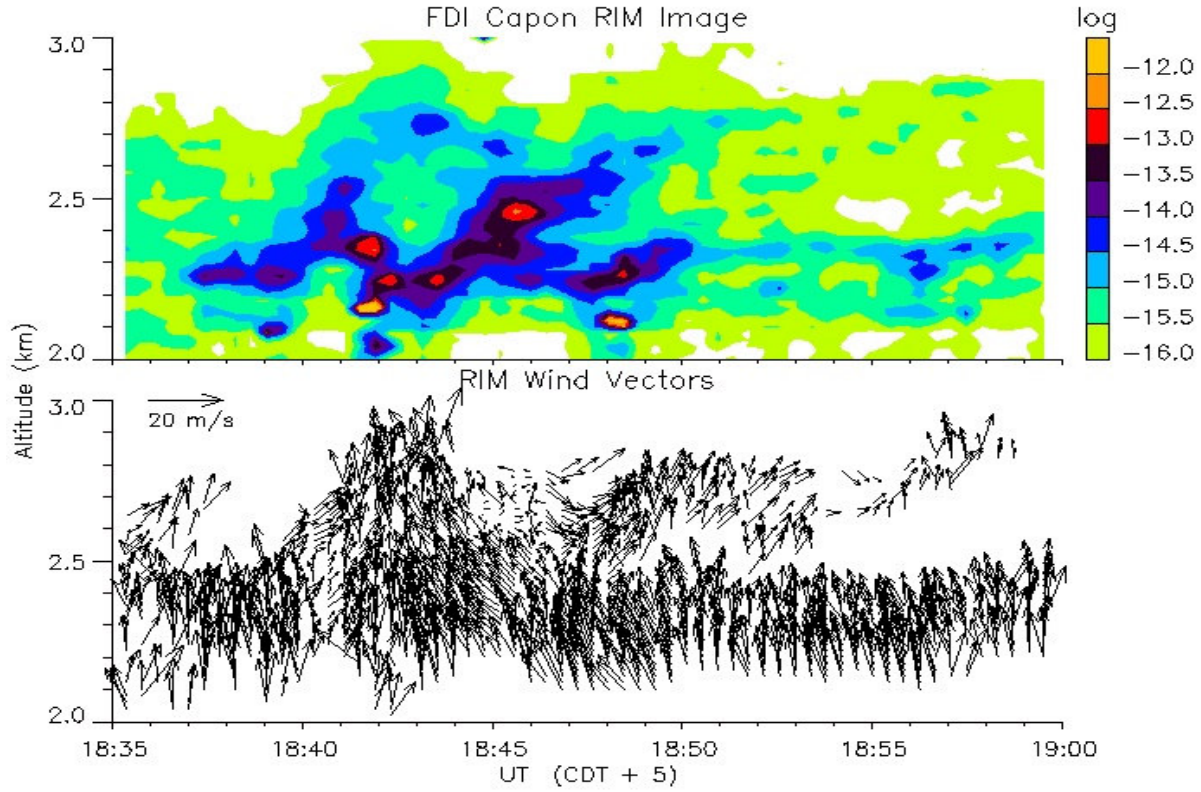 FDI Capon RIM Image
log
3.0
2.5
2.0
-12.0
-12.5
-13.0
-13.5
-14.0
-14.5
-15.0
-15.5
-16.0
Altitude (km)
RIM Wind Vectors
20 m/s
3.0
2.5
2.0
18:35 18:40 18:45 18:50 18:55 19:00
UT (CDT + 5)